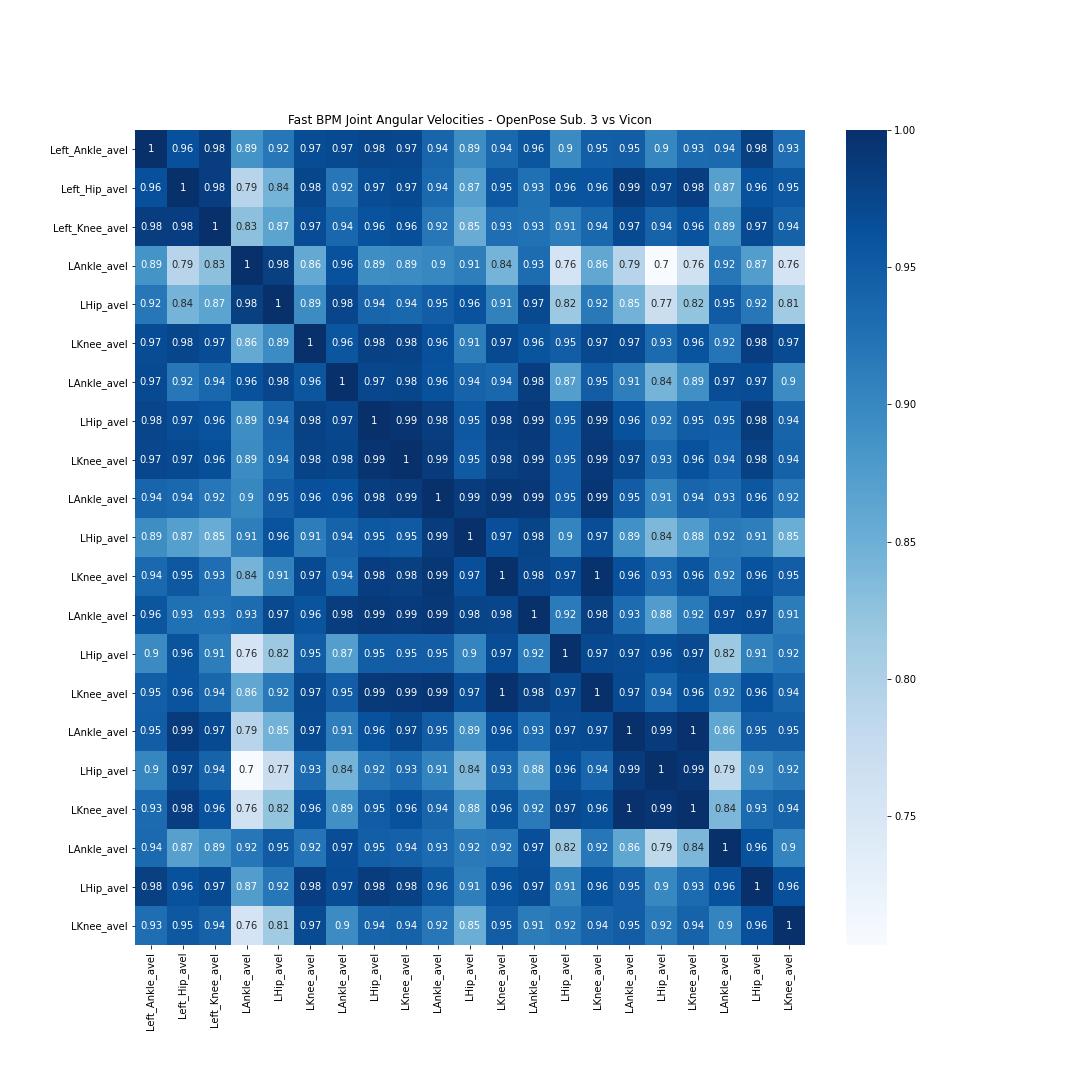 Fast BPM Joint Angular Velocities - OpenPose Sub. 3 vs Vicon
Left_Ankle_avel 1 0.96 0.98 0.89 0.92 0.97 0.97 0.98 0.97 0.94 0.89 0.94 0.96 0.9 0.95 0.95 0.9 0.93 0.94 0.98 0.93
Left_Hip_avel 0.96 1 0.98 0.79 0.84 0.98 0.92 0.97 0.97 0.94 0.87 0.95 0.93 0.96 0.96 0.99 0.97 0.98 0.87 0.96 0.95
Left_Knee_avel 0.98 0.98 1 0.83 0.87 0.97 0.94 0.96 0.96 0.92 0.85 0.93 0.93 0.91 0.94 0.97 0.94 0.96 0.89 0.97 0.94
LAnkle_avel 0.89 0.79 0.83 1 0.98 0.86 0.96 0.89 0.89 0.9 0.91 0.84 0.93 0.76 0.86 0.79 0.7 0.76 0.92 0.87 0.76
LHip_avel 0.92 0.84 0.87 0.98 1 0.89 0.98 0.94 0.94 0.95 0.96 0.91 0.97 0.82 0.92 0.85 0.77 0.82 0.95 0.92 0.81
LKnee_avel 0.97 0.98 0.97 0.86 0.89 1 0.96 0.98 0.98 0.96 0.91 0.97 0.96 0.95 0.97 0.97 0.93 0.96 0.92 0.98 0.97
LAnkle_avel 0.97 0.92 0.94 0.96 0.98 0.96 1 0.97 0.98 0.96 0.94 0.94 0.98 0.87 0.95 0.91 0.84 0.89 0.97 0.97 0.9
LHip_avel 0.98 0.97 0.96 0.89 0.94 0.98 0.97 1 0.99 0.98 0.95 0.98 0.99 0.95 0.99 0.96 0.92 0.95 0.95 0.98 0.94
LKnee_avel 0.97 0.97 0.96 0.89 0.94 0.98 0.98 0.99 1 0.99 0.95 0.98 0.99 0.95 0.99 0.97 0.93 0.96 0.94 0.98 0.94
LAnkle_avel 0.94 0.94 0.92 0.9 0.95 0.96 0.96 0.98 0.99 1 0.99 0.99 0.99 0.95 0.99 0.95 0.91 0.94 0.93 0.96 0.92
LHip_avel 0.89 0.87 0.85 0.91 0.96 0.91 0.94 0.95 0.95 0.99 1 0.97 0.98 0.9 0.97 0.89 0.84 0.88 0.92 0.91 0.85
LKnee_avel 0.94 0.95 0.93 0.84 0.91 0.97 0.94 0.98 0.98 0.99 0.97 1 0.98 0.97 1 0.96 0.93 0.96 0.92 0.96 0.95
LAnkle_avel 0.96 0.93 0.93 0.93 0.97 0.96 0.98 0.99 0.99 0.99 0.98 0.98 1 0.92 0.98 0.93 0.88 0.92 0.97 0.97 0.91
LHip_avel 0.9 0.96 0.91 0.76 0.82 0.95 0.87 0.95 0.95 0.95 0.9 0.97 0.92 1 0.97 0.97 0.96 0.97 0.82 0.91 0.92
LKnee_avel 0.95 0.96 0.94 0.86 0.92 0.97 0.95 0.99 0.99 0.99 0.97 1 0.98 0.97 1 0.97 0.94 0.96 0.92 0.96 0.94
LAnkle_avel 0.95 0.99 0.97 0.79 0.85 0.97 0.91 0.96 0.97 0.95 0.89 0.96 0.93 0.97 0.97 1 0.99 1 0.86 0.95 0.95
LHip_avel 0.9 0.97 0.94 0.7 0.77 0.93 0.84 0.92 0.93 0.91 0.84 0.93 0.88 0.96 0.94 0.99 1 0.99 0.79 0.9 0.92
LKnee_avel 0.93 0.98 0.96 0.76 0.82 0.96 0.89 0.95 0.96 0.94 0.88 0.96 0.92 0.97 0.96 1 0.99 1 0.84 0.93 0.94
LAnkle_avel 0.94 0.87 0.89 0.92 0.95 0.92 0.97 0.95 0.94 0.93 0.92 0.92 0.97 0.82 0.92 0.86 0.79 0.84 1 0.96 0.9
LHip_avel 0.98 0.96 0.97 0.87 0.92 0.98 0.97 0.98 0.98 0.96 0.91 0.96 0.97 0.91 0.96 0.95 0.9 0.93 0.96 1 0.96
LKnee_avel 0.93 0.95 0.94 0.76 0.81 0.97 0.9 0.94 0.94 0.92 0.85 0.95 0.91 0.92 0.94 0.95 0.92 0.94 0.9 0.96 1
Left_Ankle_avel
Left_Hip_avel
Left_Knee_avel
LAnkle_avel
LHip_avel
LKnee_avel
LAnkle_avel
LHip_avel
LKnee_avel
LAnkle_avel
LHip_avel
LKnee_avel
LAnkle_avel
LHip_avel
LKnee_avel
LAnkle_avel
LHip_avel
LKnee_avel
LAnkle_avel
LHip_avel
LKnee_avel
1.00
0.95
0.90
0.85
0.80
0.75